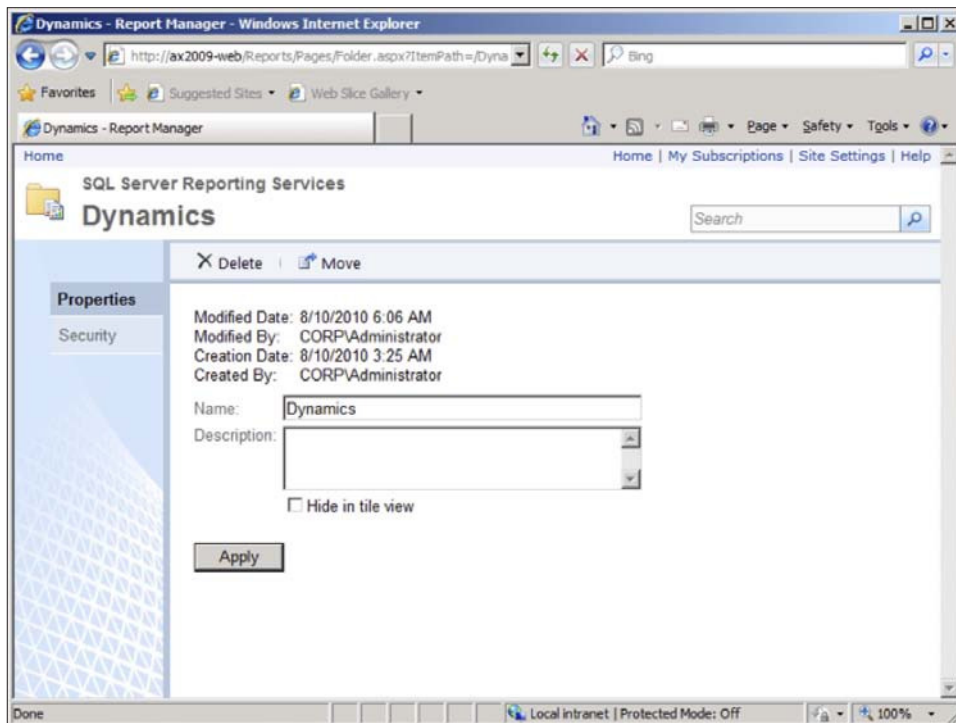 Dynamics - Report Manager - Windows Internet Explorer
http://ax2009-web/Reports/Pages/Folder.aspx?ItemPath=/Dyna
Bing
Favorites Suggested Sites Web Slice Gallery
Dynamics - Report Manager
Page Safety Tools
Home
Home | My Subscriptions | Site Settings | Help
SQL Server Reporting Services
Dynamics
Search
Delete Move
Properties
Security
Modified Date: 8/10/2010 6:06 AM
Modified By: CORP\Administrator
Creation Date: 8/10/2010 3:25 AM
Created By: CORP\Administrator
Name: Dynamics
Description:
Hide in tile view
Apply
Done
Local intranet | Protected Mode: Off
100%